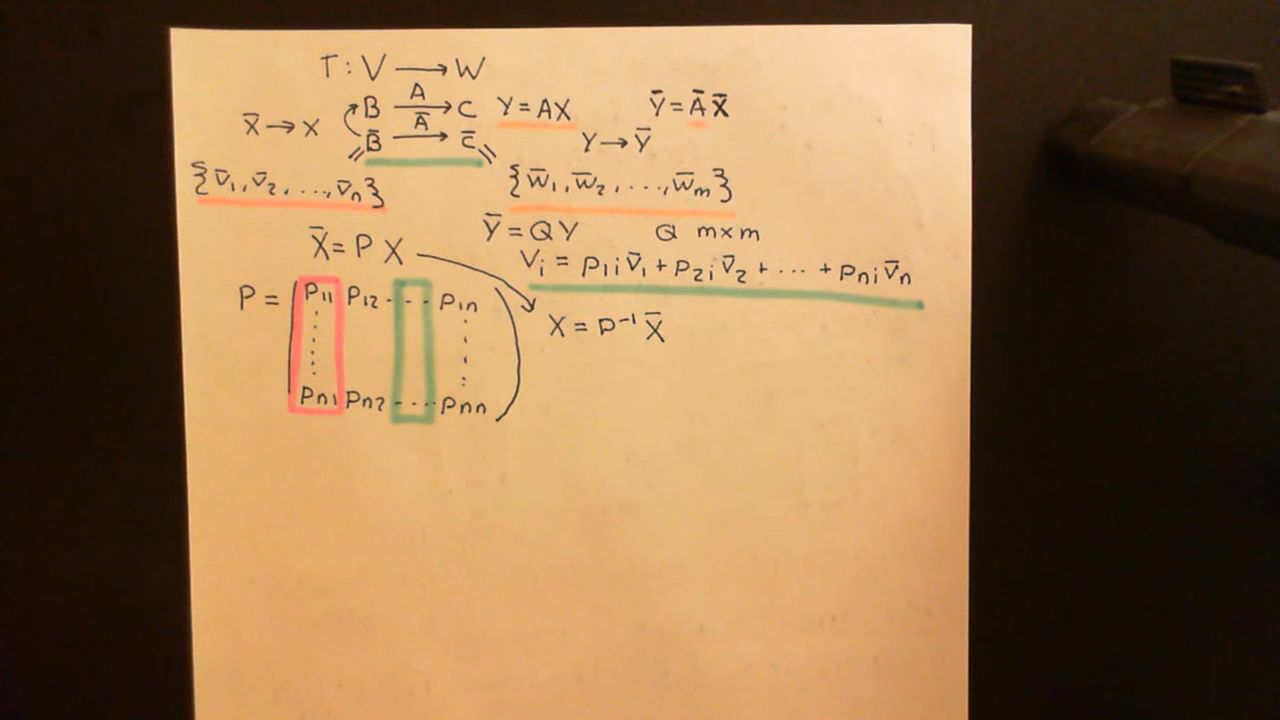 T : V ⟶ W
B —A→ C Y = AX Ȳ = ĀX̄
X̄ → X B̄ —Ā→ C̄ Y → Ȳ
{v̄₁, v̄₂, ..., v̄ₙ} {w̄₁, w̄₂, ..., w̄ₘ}
X̄ = P X Ȳ = QY Q m×m
vᵢ = p₁ᵢv̄₁ + p₂ᵢv̄₂ + ··· + pₙᵢv̄ₙ
P = (p₁₁ p₁₂ ··· p₁ₙ
X = P⁻¹ X̄
pₙ₁ pₙ₂ ··· pₙₙ)